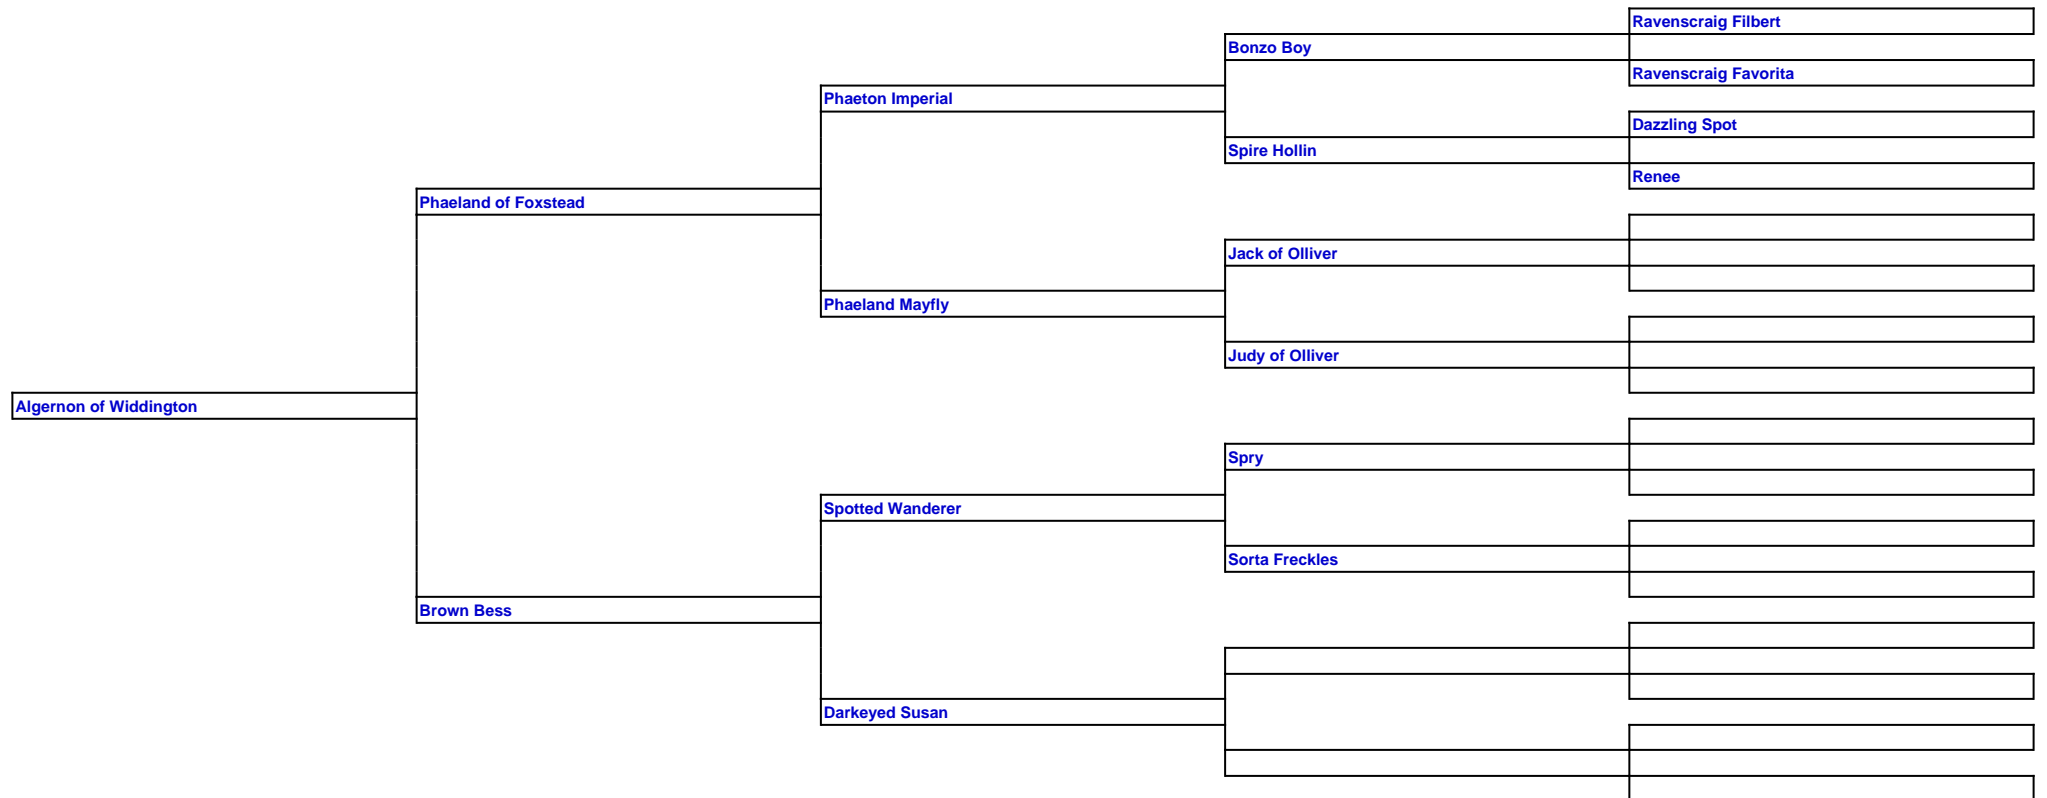 Ravenscraig Filbert
Bonzo Boy
Ravenscraig Favorita
Phaeton Imperial
Dazzling Spot
Spire Hollin
Renee
Phaeland of Foxstead
Jack of Olliver
Phaeland Mayfly
Judy of Olliver
Algernon of Widdington
Spry
Spotted Wanderer
Sorta Freckles
Brown Bess
Darkeyed Susan